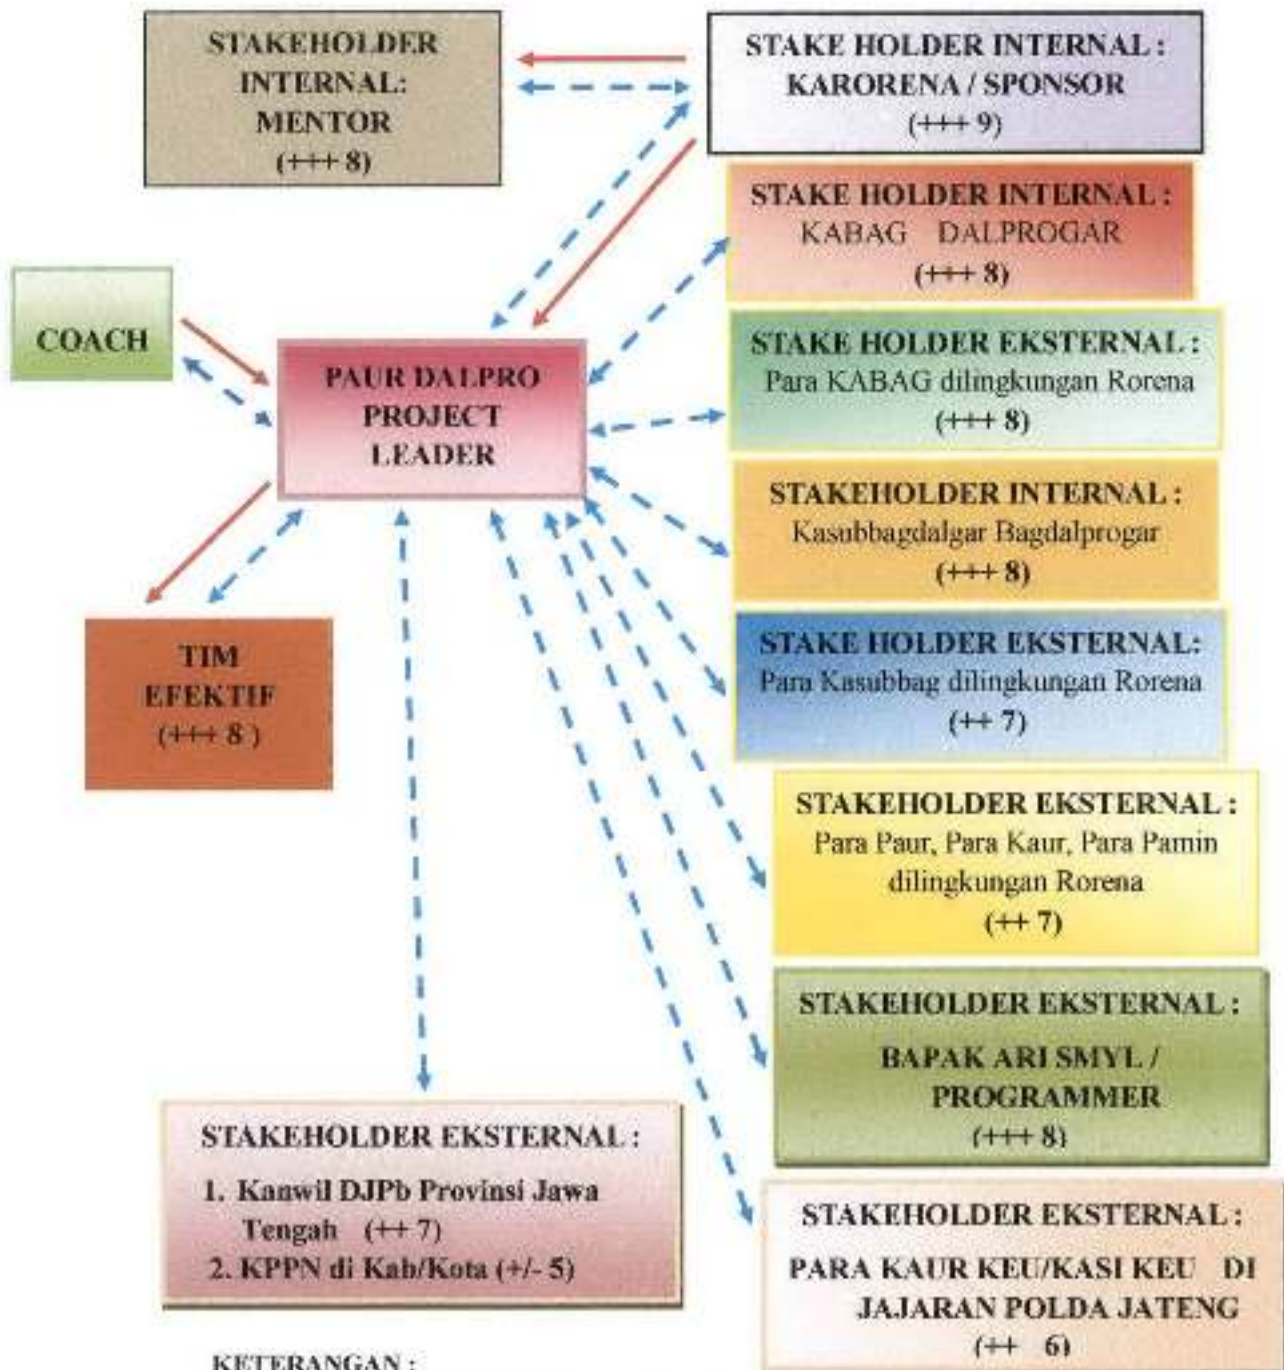 STAKEHOLDER
INTERNAL:
MENTOR
(+++ 8)
STAKE HOLDER INTERNAL :
KARORENA / SPONSOR
(+++ 9)
STAKE HOLDER INTERNAL :
KABAG DALPROGAR
(+++ 8)
COACH
PAUR DALPRO
PROJECT
LEADER
STAKE HOLDER EKSTERNAL :
Para KABAG dilingkungan Rorena
(+++ 8)
STAKEHOLDER INTERNAL :
Kasubbagdalgar Bagdalprogar
(+++ 8)
TIM
EFEKTIF
(+++ 8 )
STAKE HOLDER EKSTERNAL:
Para Kasubbag dilingkungan Rorena
(++ 7)
STAKEHOLDER EKSTERNAL :
Para Paur, Para Kaur, Para Pamin
dilingkungan Rorena
(++ 7)
STAKEHOLDER EKSTERNAL :
BAPAK ARI SMYL /
PROGRAMMER
(+++ 8)
STAKEHOLDER EKSTERNAL :
1. Kanwil DJPb Provinsi Jawa
Tengah (++ 7)
2. KPPN di Kab/Kota (+/- 5)
STAKEHOLDER EKSTERNAL :
PARA KAUR KEU/KASI KEU DI
JAJARAN POLDA JATENG
(++ 6)
KETERANGAN :